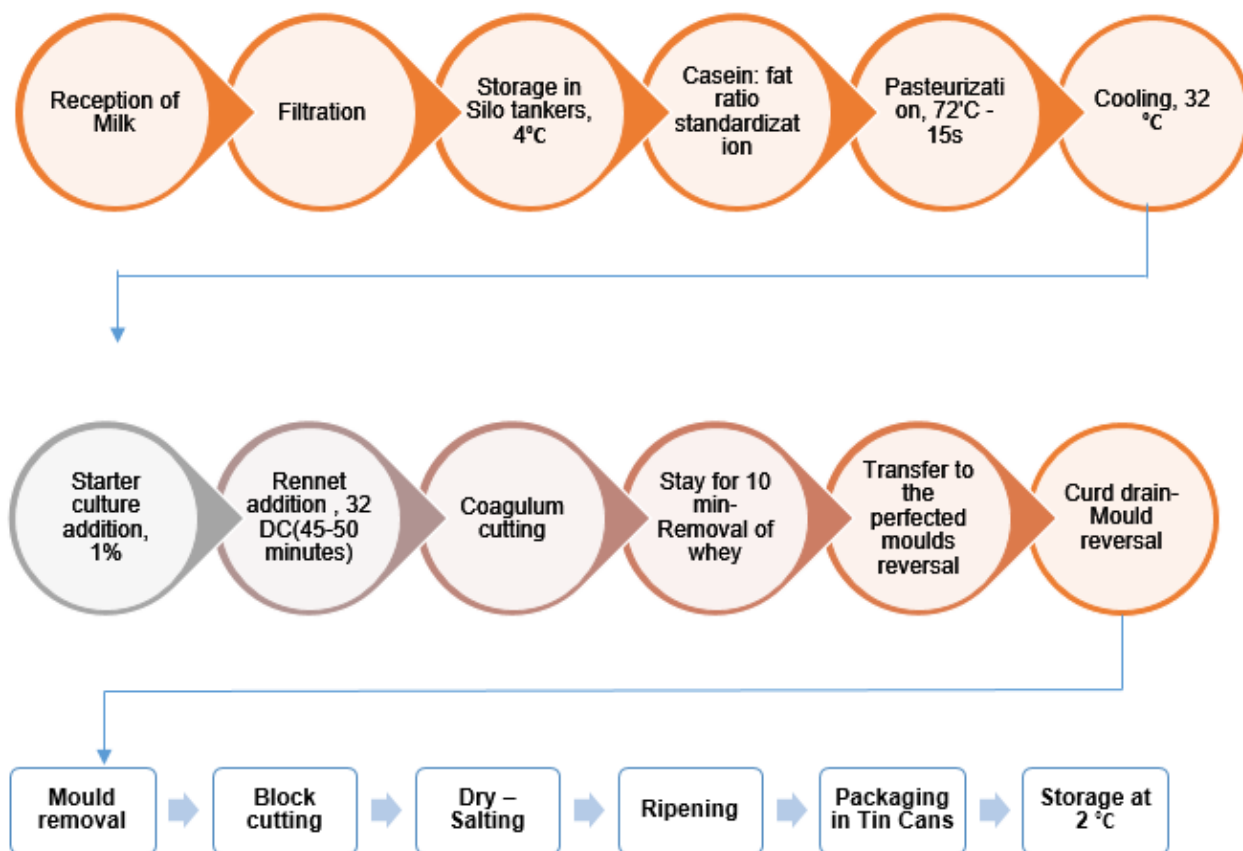 Reception of
Milk
Filtration
Storage in
Silo tankers,
4℃
Casein: fat
ratio
standardizat
ion
Pasteurizati
on, 72'C -
15s
Cooling, 32
℃
Starter
culture
addition,
1%
Rennet
addition , 32
DC(45-50
minutes)
Coagulum
cutting
Stay for 10
min-
Removal of
whey
Transfer to
the
perfected
moulds
reversal
Curd drain-
Mould
reversal
Mould
removal
Block
cutting
Dry –
Salting
Ripening
Packaging
in Tin Cans
Storage at
2 ℃